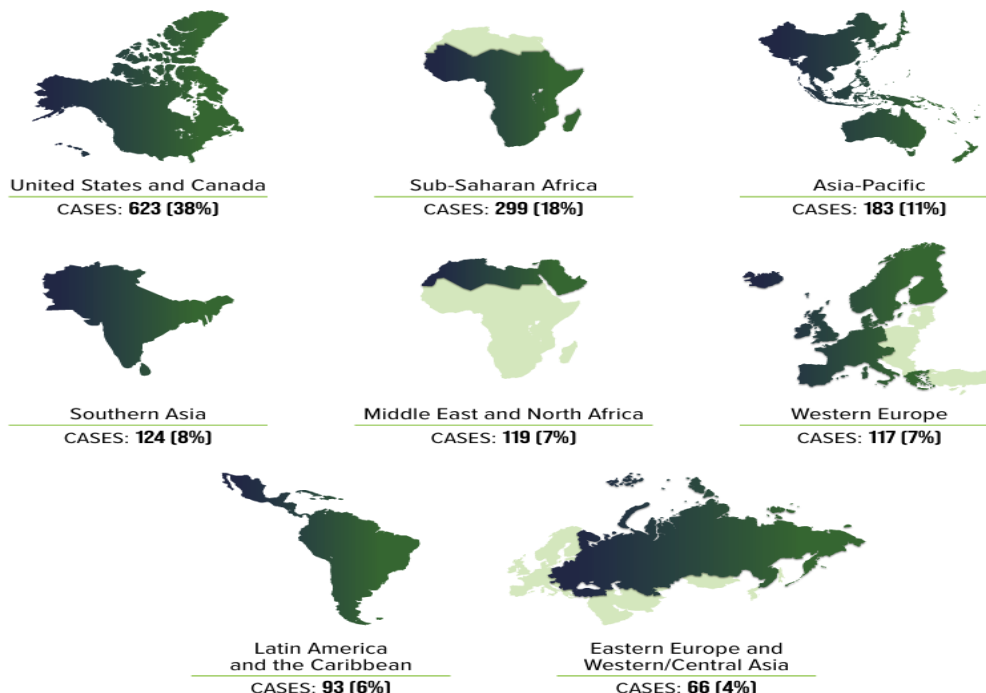 United States and Canada
CASES: 623 (38%)
Sub-Saharan Africa
CASES: 299 (18%)
Asia-Pacific
CASES: 183 (11%)
Southern Asia
CASES: 124 (8%)
Middle East and North Africa
CASES: 119 (7%)
Western Europe
CASES: 117 (7%)
Latin America
and the Caribbean
CASES: 93 (6%)
Eastern Europe and
Western/Central Asia
CASES: 66 (4%)